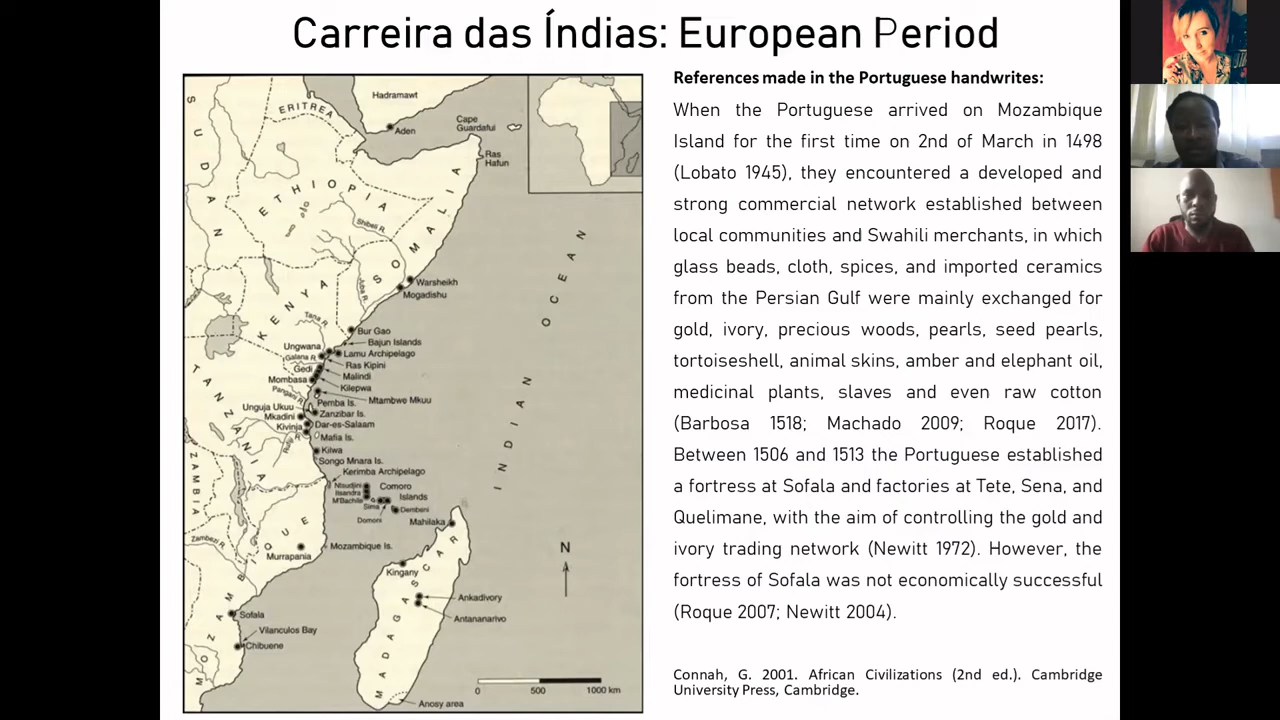 Carreira das Índias: European Period
SUDAN
ERITREA
Hadramawt
Aden
Cape
Guardafui
Ras
Hafun
ETHIOPIA
Shibeli R.
SOMALIA
Warsheikh
Mogadishu
KENYA
Tana R.
Bur Gao
Bajun Islands
Ungwana
Lamu Archipelago
Galana R.
Ras Kipini
Gedi
Malindi
Mombasa
Kilepwa
Pangani R.
Mtambwe Mkuu
Pemba Is.
Unguja Ukuu
Zanzibar Is.
Mkadini
Dar-es-Salaam
Kivinja
Mafia Is.
TANZANIA
Kilwa
Songo Mnara Is.
Kerimba Archipelago
ZAMBIA
Comoro
Islands
Sima
Dembeni
Domoni
Mahilaka
INDIAN OCEAN
Zambezi R.
Mozambique Is.
Murrapania
MOZAMBIQUE
Kingany
MADAGASCAR
Ankadivory
Antananarivo
Sofala
Vilanculos Bay
Chibuene
N
0 500 1000 km
Anosy area
References made in the Portuguese handwrites:
When the Portuguese arrived on Mozambique
Island for the first time on 2nd of March in 1498
(Lobato 1945), they encountered a developed and
strong commercial network established between
local communities and Swahili merchants, in which
glass beads, cloth, spices, and imported ceramics
from the Persian Gulf were mainly exchanged for
gold, ivory, precious woods, pearls, seed pearls,
tortoiseshell, animal skins, amber and elephant oil,
medicinal plants, slaves and even raw cotton
(Barbosa 1518; Machado 2009; Roque 2017).
Between 1506 and 1513 the Portuguese established
a fortress at Sofala and factories at Tete, Sena, and
Quelimane, with the aim of controlling the gold and
ivory trading network (Newitt 1972). However, the
fortress of Sofala was not economically successful
(Roque 2007; Newitt 2004).
Connah, G. 2001. African Civilizations (2nd ed.). Cambridge
University Press, Cambridge.